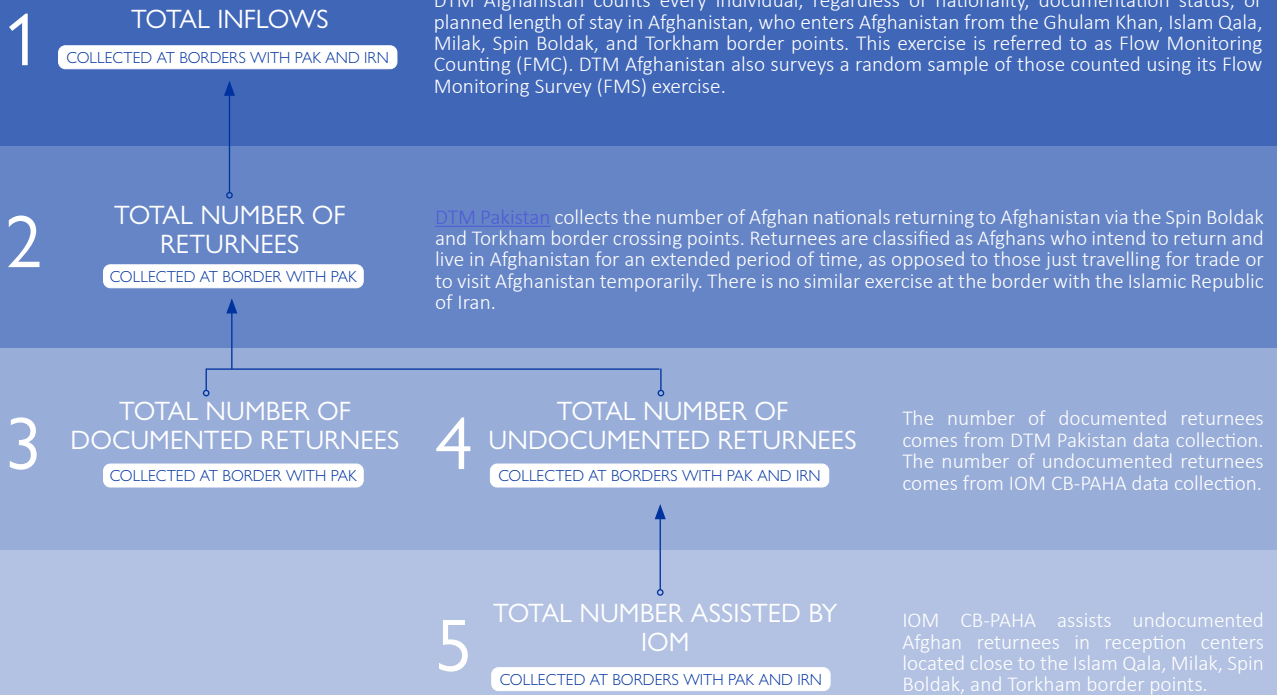 1
TOTAL INFLOWS
COLLECTED AT BORDERS WITH PAK AND IRN
DTM Afghanistan counts every individual, regardless of nationality, documentation status, or
planned length of stay in Afghanistan, who enters Afghanistan from the Ghulam Khan, Islam Qala,
Milak, Spin Boldak, and Torkham border points. This exercise is referred to as Flow Monitoring
Counting (FMC). DTM Afghanistan also surveys a random sample of those counted using its Flow
Monitoring Survey (FMS) exercise.
2
TOTAL NUMBER OF
RETURNEES
COLLECTED AT BORDER WITH PAK
DTM Pakistan collects the number of Afghan nationals returning to Afghanistan via the Spin Boldak
and Torkham border crossing points. Returnees are classified as Afghans who intend to return and
live in Afghanistan for an extended period of time, as opposed to those just travelling for trade or
to visit Afghanistan temporarily. There is no similar exercise at the border with the Islamic Republic
of Iran.
3
TOTAL NUMBER OF
DOCUMENTED RETURNEES
COLLECTED AT BORDER WITH PAK
4
TOTAL NUMBER OF
UNDOCUMENTED RETURNEES
COLLECTED AT BORDERS WITH PAK AND IRN
The number of documented returnees
comes from DTM Pakistan data collection.
The number of undocumented returnees
comes from IOM CB-PAHA data collection.
5
TOTAL NUMBER ASSISTED BY
IOM
COLLECTED AT BORDERS WITH PAK AND IRN
IOM CB-PAHA assists undocumented
Afghan returnees in reception centers
located close to the Islam Qala, Milak, Spin
Boldak, and Torkham border points.